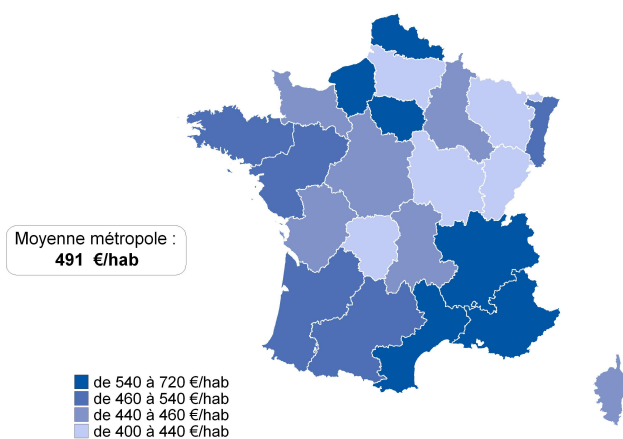 Moyenne métropole :
491 €/hab
de 540 à 720 €/hab
de 460 à 540 €/hab
de 440 à 460 €/hab
de 400 à 440 €/hab